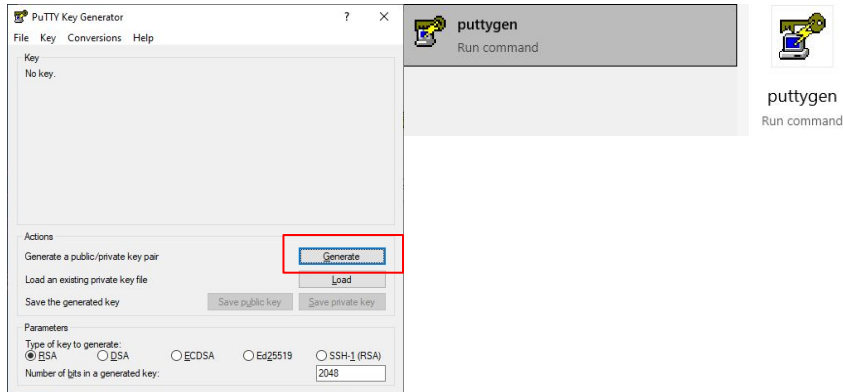 PuTTY Key Generator
? ×
File Key Conversions Help
Key
No key.
Actions
Generate a public/private key pair
Generate
Load an existing private key file
Load
Save the generated key
Save public key
Save private key
Parameters
Type of key to generate:
RSA DSA ECDSA Ed25519 SSH-1 (RSA)
Number of bits in a generated key:
2048
puttygen
Run command
puttygen
Run command